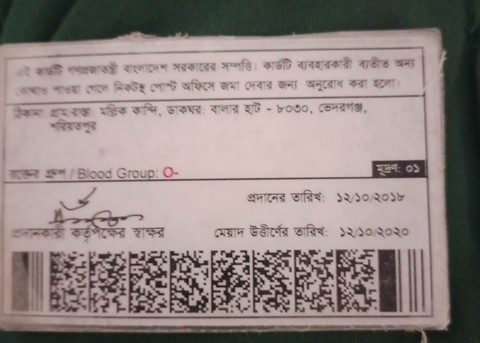 এই কার্ডটি গণপ্রজাতন্ত্রী বাংলাদেশ সরকারের সম্পত্তি। কার্ডটি ব্যবহারকারী ব্যতীত অন্য
কোথাও পাওয়া গেলে নিকটস্থ পোস্ট অফিসে জমা দেবার জন্য অনুরোধ করা হলো।
ঠিকানা: গ্রাম/রাস্তা: মল্লিক কান্দি, ডাকঘর: বালার হাট - ৮০৩০, ভেদরগঞ্জ,
শরিয়তপুর
রক্তের গ্রুপ / Blood Group: O-
মুদ্রণ: ০১
প্রদানের তারিখ: ১২/১০/২০১৮
প্রদানকারী কর্তৃপক্ষের স্বাক্ষর
মেয়াদ উত্তীর্ণের তারিখ: ১২/১০/২০২০